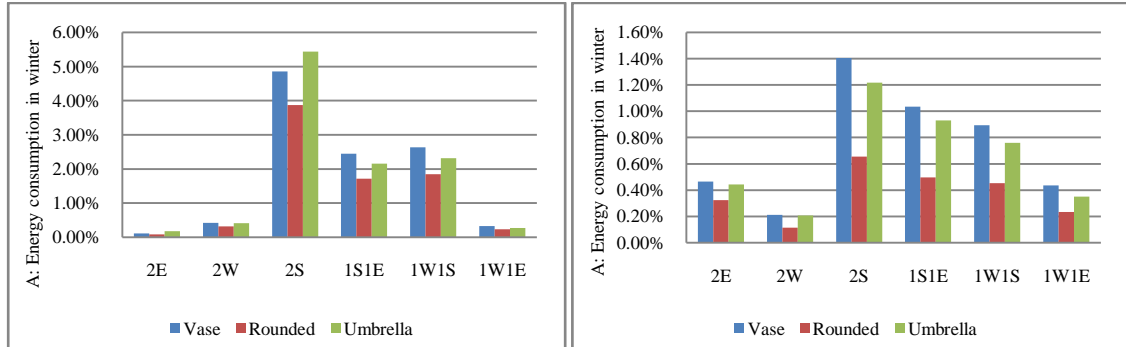 A: Energy consumption in winter
6.00%
5.00%
4.00%
3.00%
2.00%
1.00%
0.00%
2E 2W 2S 1S1E 1W1S 1W1E
Vase Rounded Umbrella
A: Energy consumption in winter
1.60%
1.40%
1.20%
1.00%
0.80%
0.60%
0.40%
0.20%
0.00%
2E 2W 2S 1S1E 1W1S 1W1E
Vase Rounded Umbrella